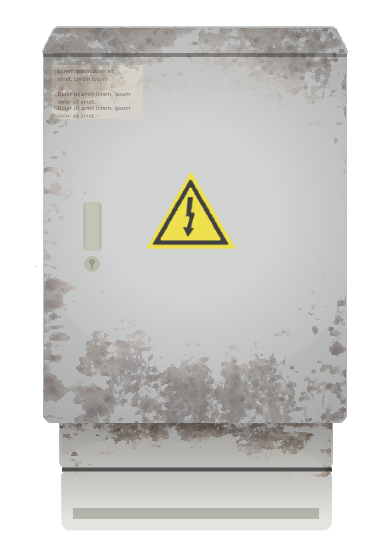 Lorem ipsum dolor sit
amet, Lorem ipsum.
Dolor sit amet lorem, ipsum
dolor sit amet.
Dolor sit amet lorem, ipsum
dolor sit amet.